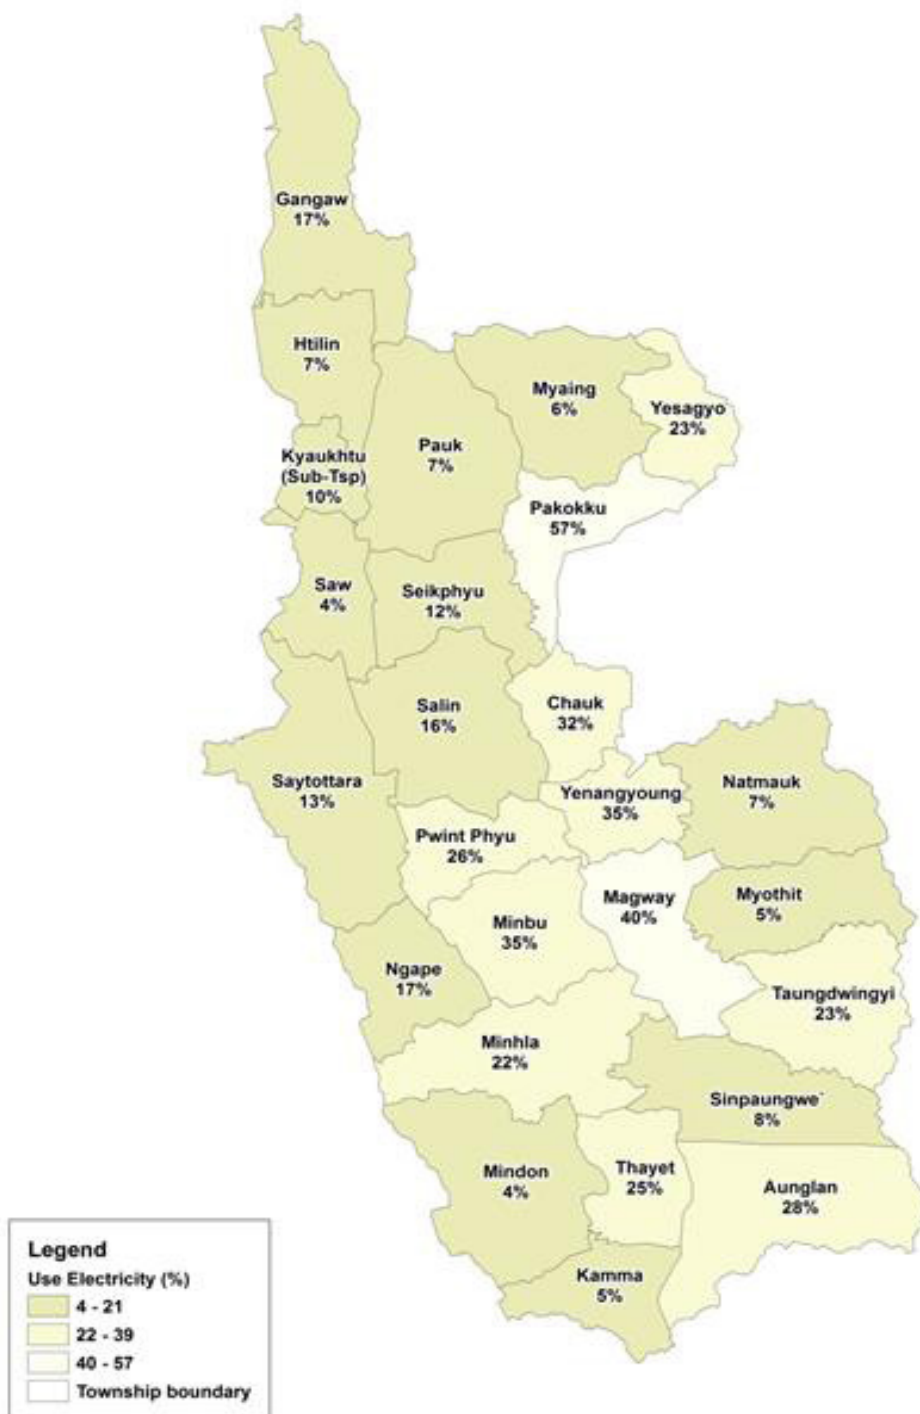 Gangaw
17%
Htilin
7%
Myaing
6%
Yesagyo
23%
Pauk
7%
Kyaukhtu
(Sub-Tsp)
10%
Pakokku
57%
Saw
4%
Seikphyu
12%
Salin
16%
Chauk
32%
Saytottara
13%
Yenangyoung
35%
Natmauk
7%
Pwint Phyu
26%
Magway
40%
Myothit
5%
Minbu
35%
Ngape
17%
Taungdwingyi
23%
Minhla
22%
Sinpaungwe`
8%
Mindon
4%
Thayet
25%
Aunglan
28%
Kamma
5%
Legend
Use Electricity (%)
4 - 21
22 - 39
40 - 57
Township boundary